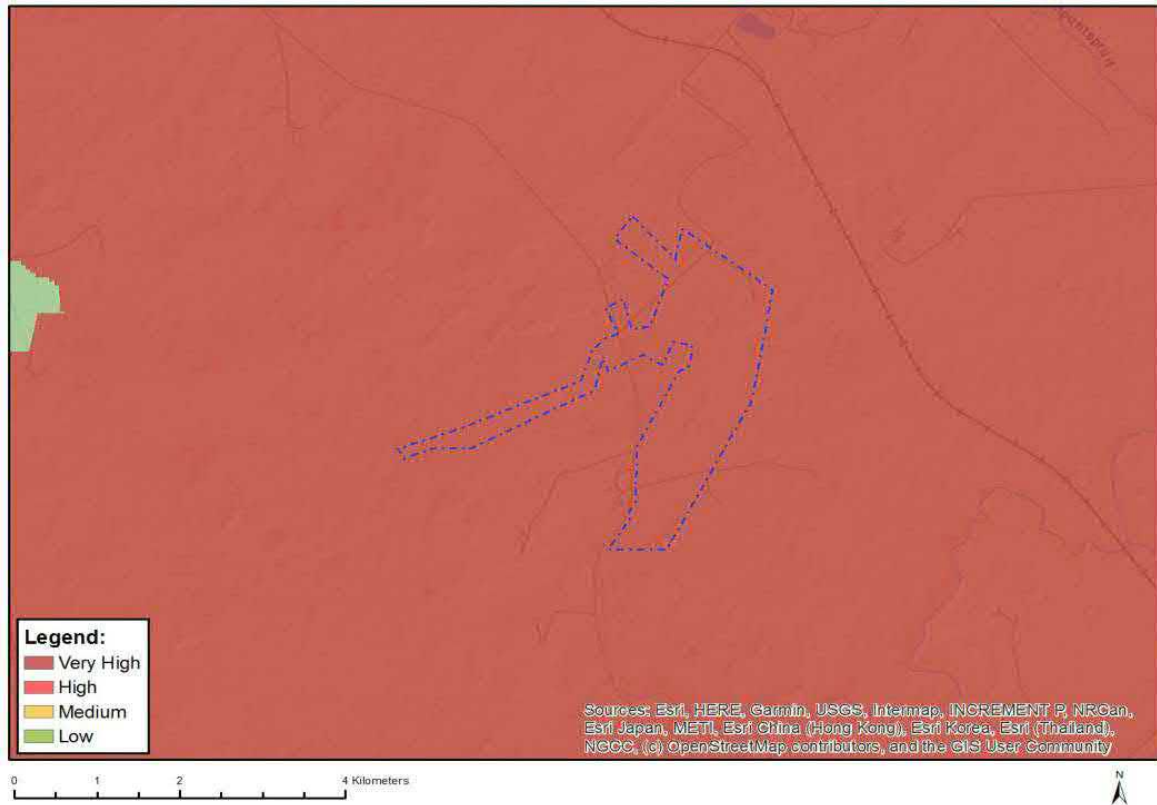 Legend:
Very High
High
Medium
Low
Sources: Esri, HERE, Garmin, USGS, Intermap, INCREMENT P, NRCan,
Esri Japan, METI, Esri China (Hong Kong), Esri Korea, Esri (Thailand),
NGCC, (c) OpenStreetMap contributors, and the GIS User Community
0 1 2 4 Kilometers
N